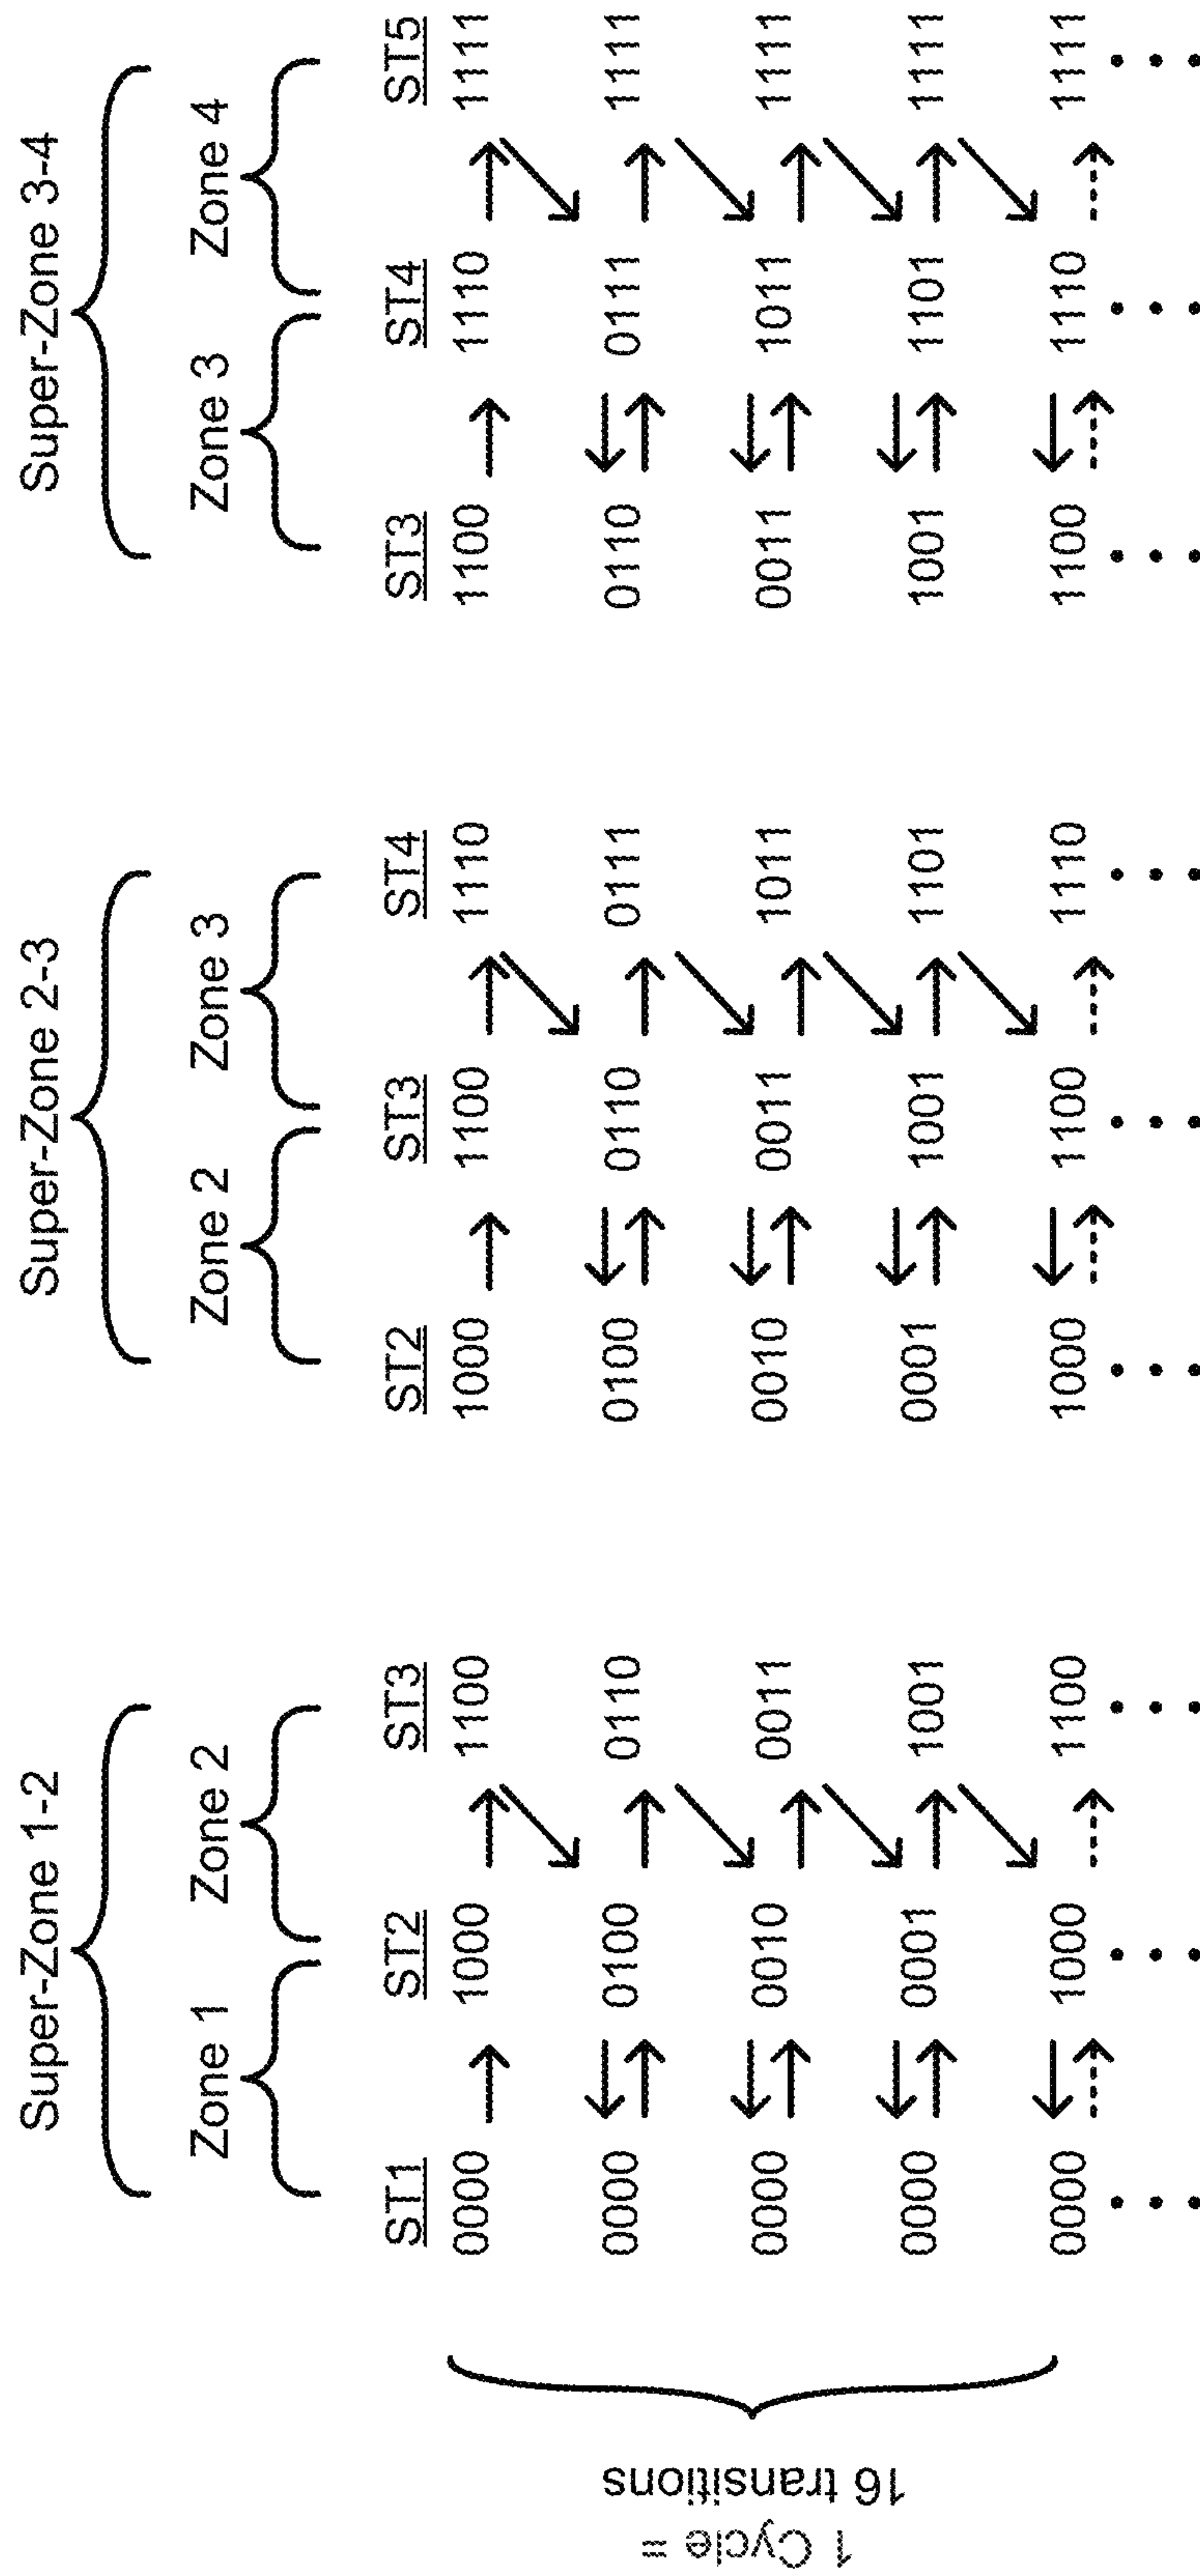 Super-Zone 1-2 Super-Zone 2-3 Super-Zone 3-4
Zone 1 Zone 2 Zone 2 Zone 3 Zone 3 Zone 4
ST1 ST2 ST3 ST2 ST3 ST4 ST3 ST4 ST5
0000 1000 1100 1000 1100 1110 1100 1110 1111
0000 0100 0110 0100 0110 0111 0110 0111 1111
0000 0010 0011 0010 0011 1011 0011 1011 1111
0000 0001 1001 0001 1001 1101 1001 1101 1111
0000 1000 1100 1000 1100 1110 1100 1110 1111
1 Cycle =
16 transitions